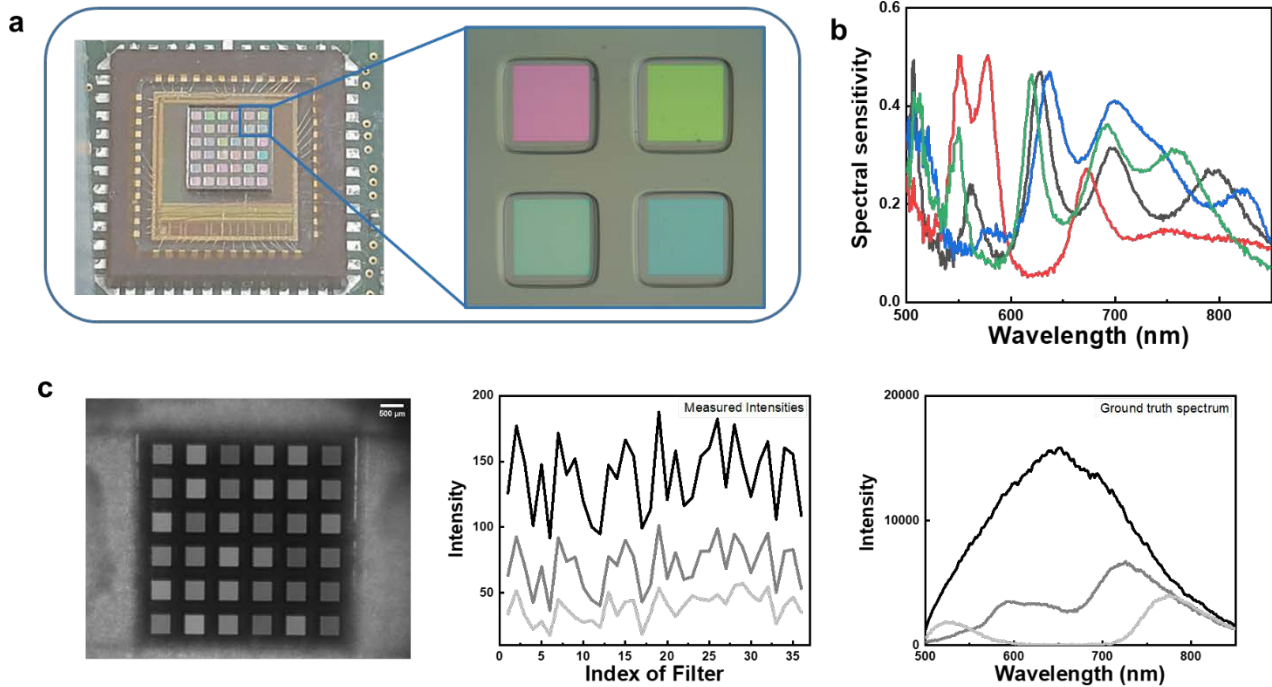 a
b
0.6
0.4
0.2
0.0
Spectral sensitivity
500
600
700
800
Wavelength (nm)
c
500 µm
200
150
100
50
Intensity
Measured Intensities
0
5
10
15
20
25
30
35
Index of Filter
20000
10000
0
Intensity
Ground truth spectrum
500
600
700
800
Wavelength (nm)